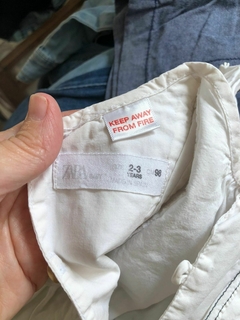 KEEP AWAY
FROM FIRE
ZARA
2-3
YEARS
98